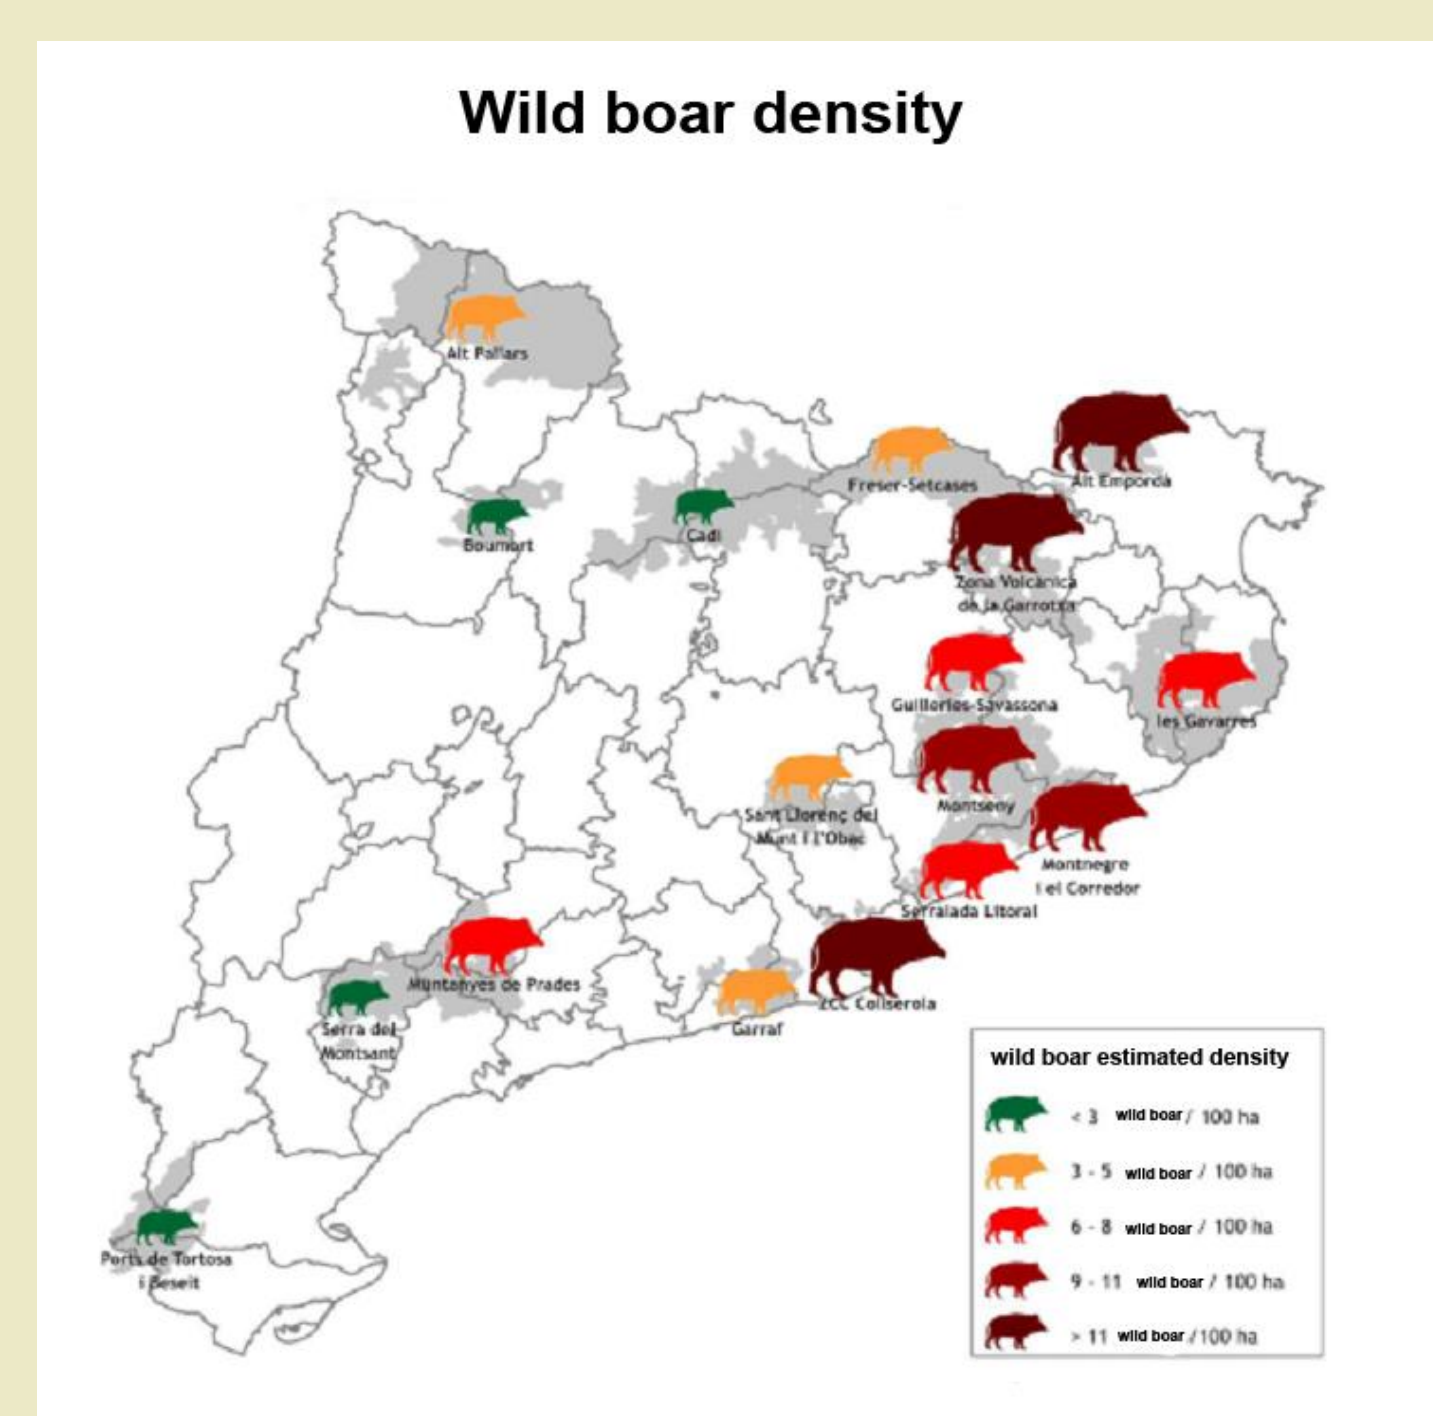 Wild boar density
Alt Pallars
Freser-Setcases
Alt Empordà
Boumort
Cadí
Zona Volcànica
de la Garrotxa
Guilleries-Savassona
les Gavarres
Montseny
Sant Llorenç del
Munt i l'Obac
Montnegre
i el Corredor
Serralada Litoral
Muntanyes de Prades
Serra del
Montsant
Garraf
ZCC Collserola
Ports de Tortosa
i Beseit
wild boar estimated density
< 3 wild boar / 100 ha
3 - 5 wild boar / 100 ha
6 - 8 wild boar / 100 ha
9 - 11 wild boar / 100 ha
> 11 wild boar /100 ha